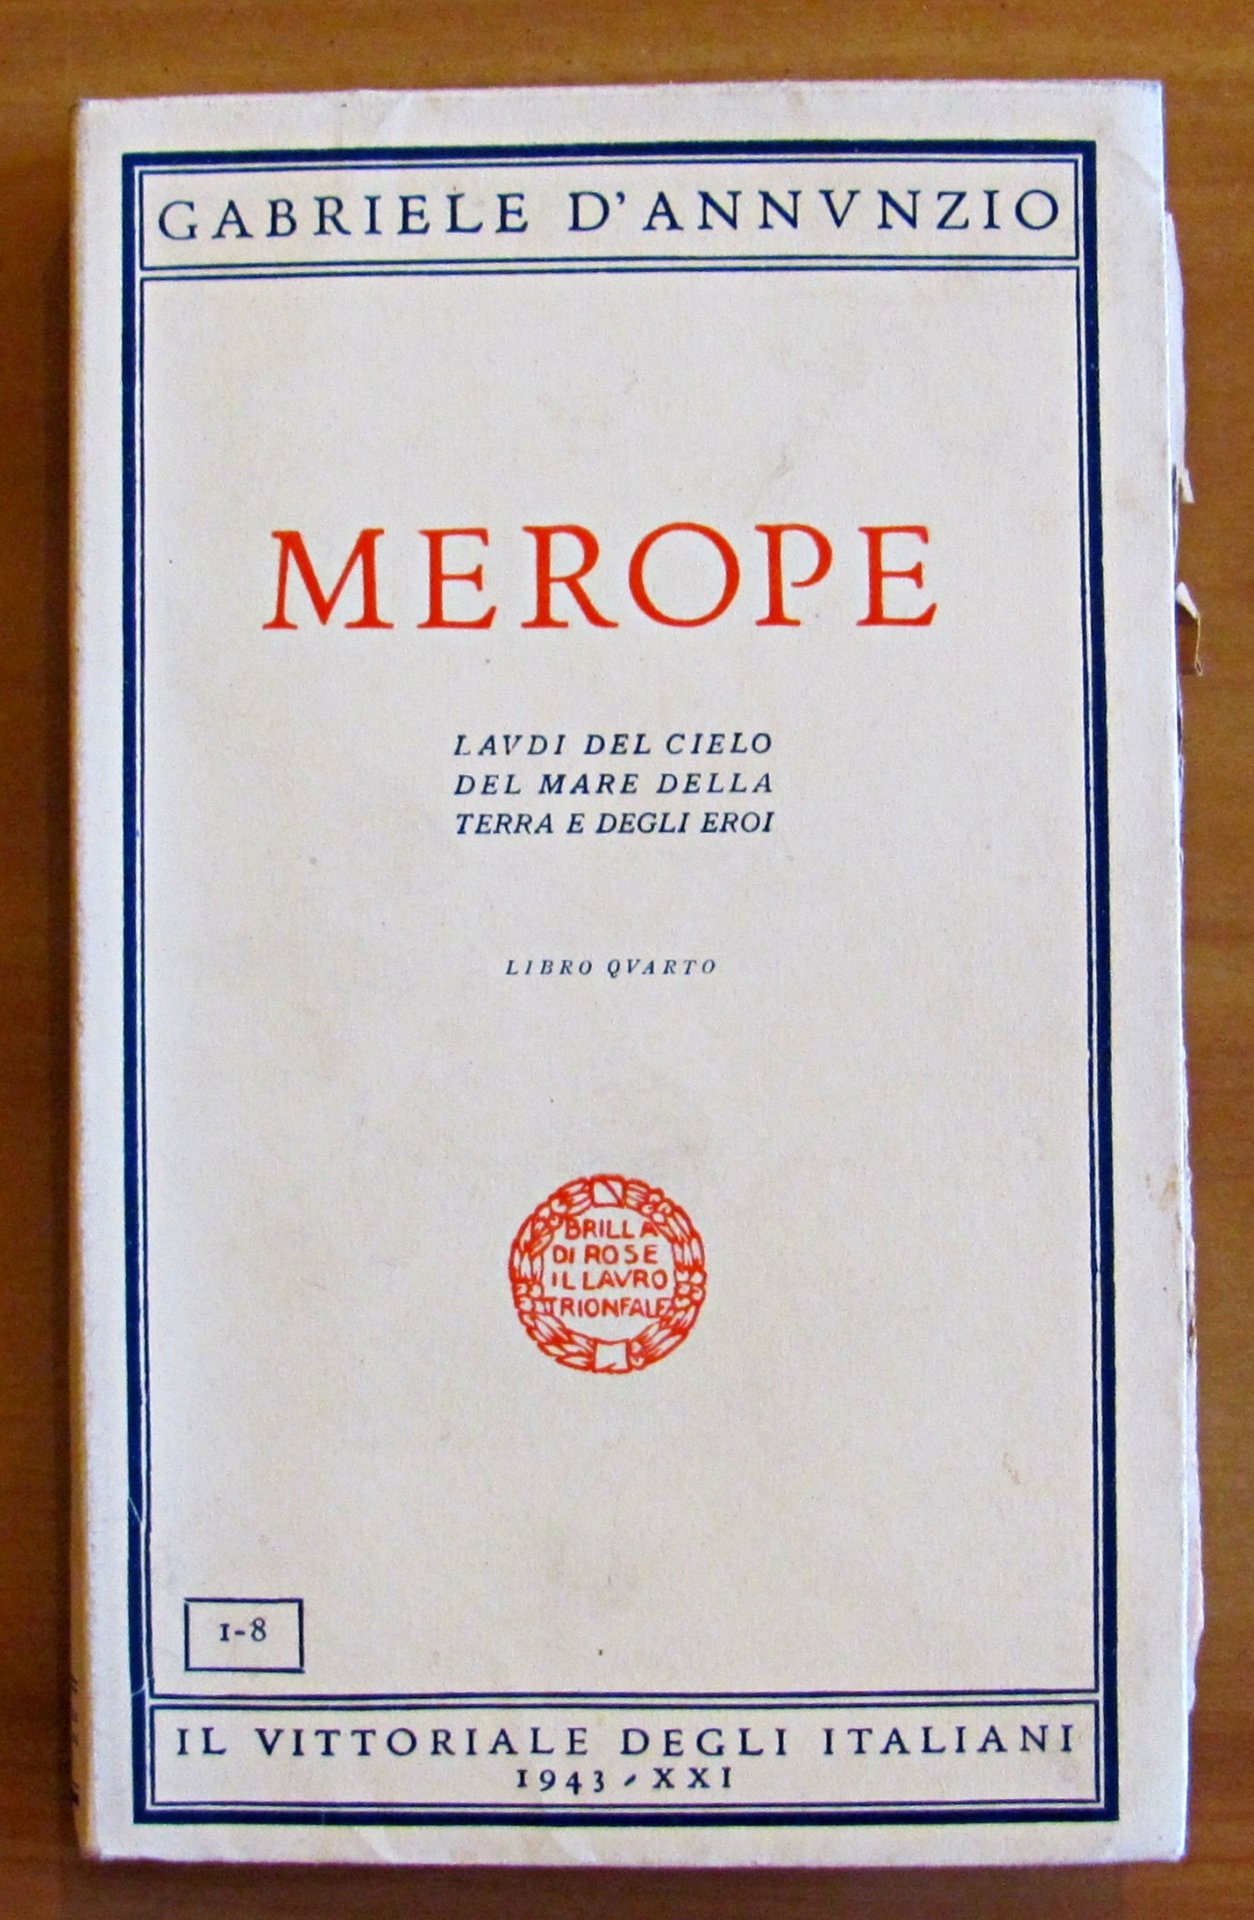 GABRIELE D'ANNVNZIO
MEROPE
LAVDI DEL CIELO
DEL MARE DELLA
TERRA E DEGLI EROI
LIBRO QVARTO
BRILLA
DI ROSE
IL LAVRO
TRIONFALE
1-8
IL VITTORIALE DEGLI ITALIANI
1943 - XXI